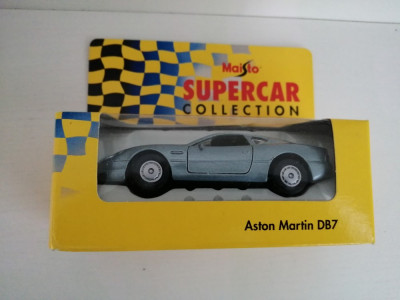 Maisto
SUPERCAR
COLLECTION
Aston Martin DB7